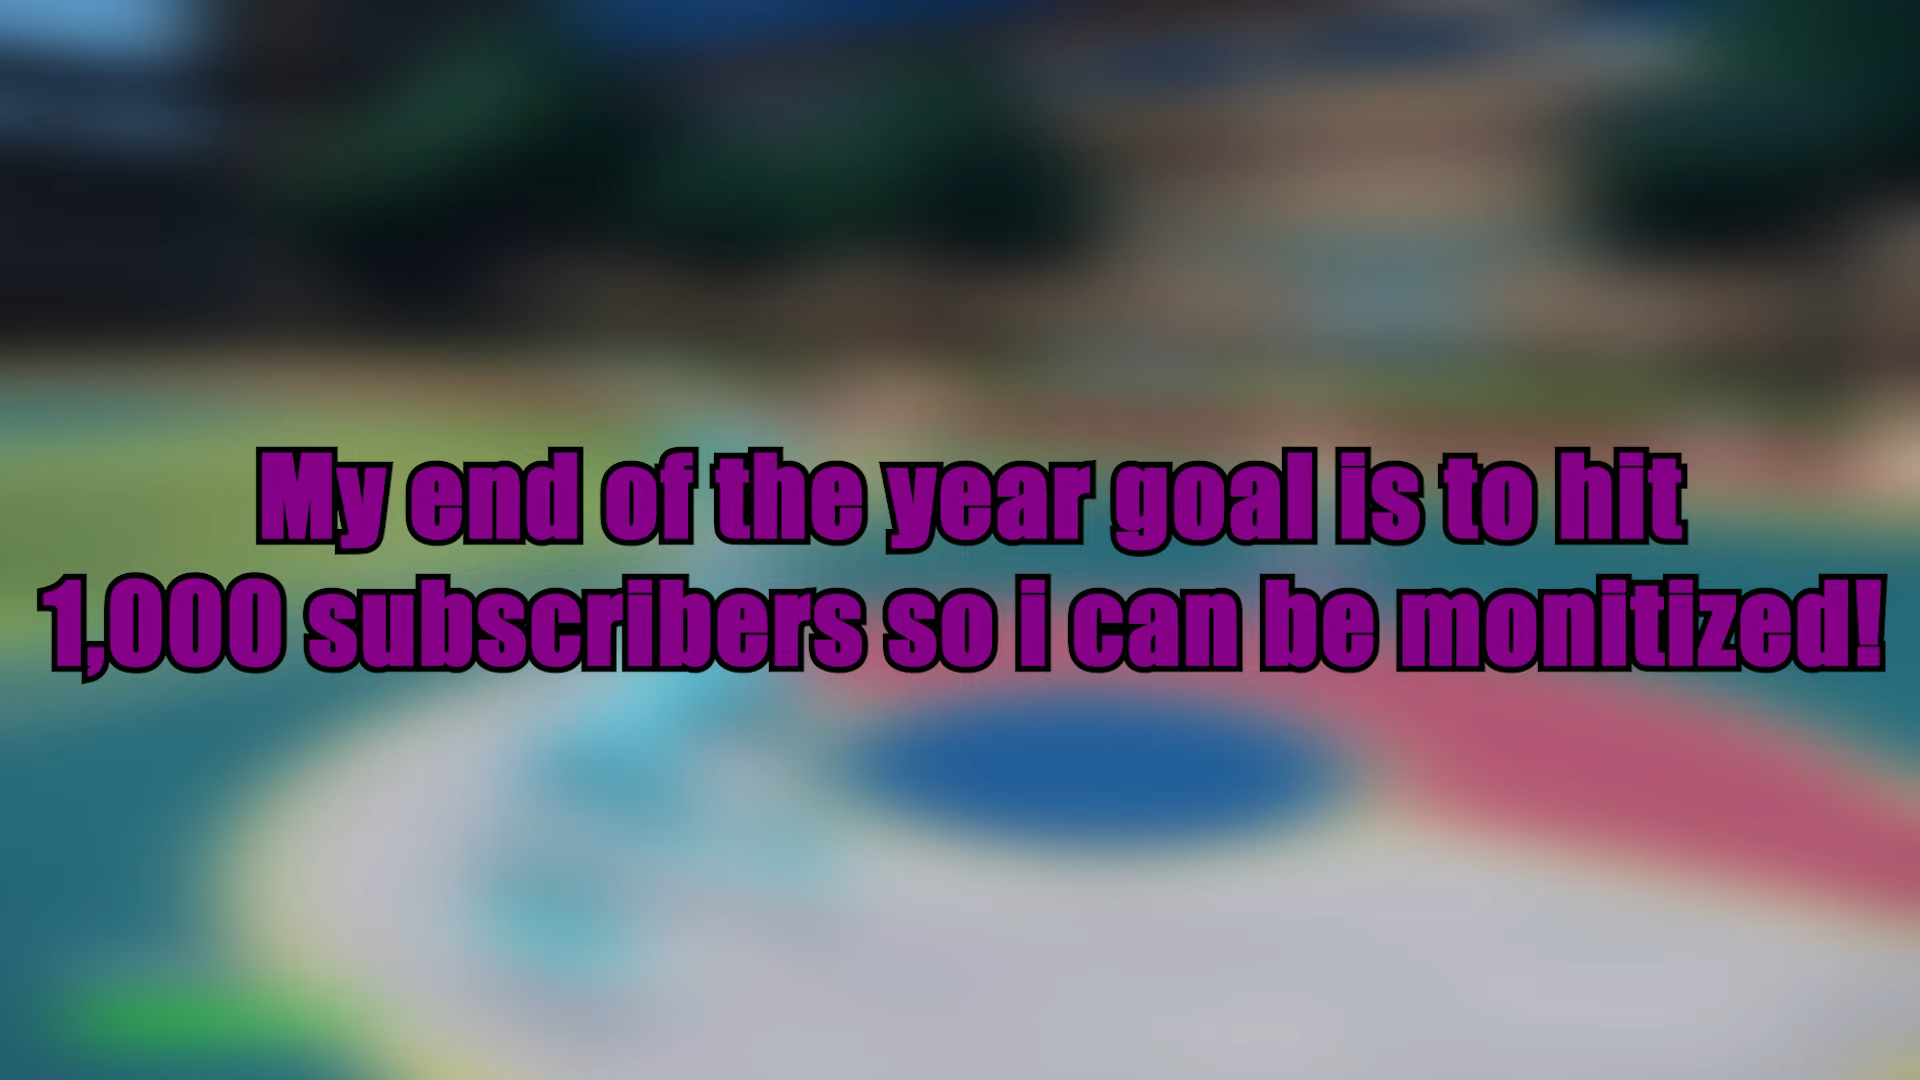 My end of the year goal is to hit
1,000 subscribers so i can be monitized!